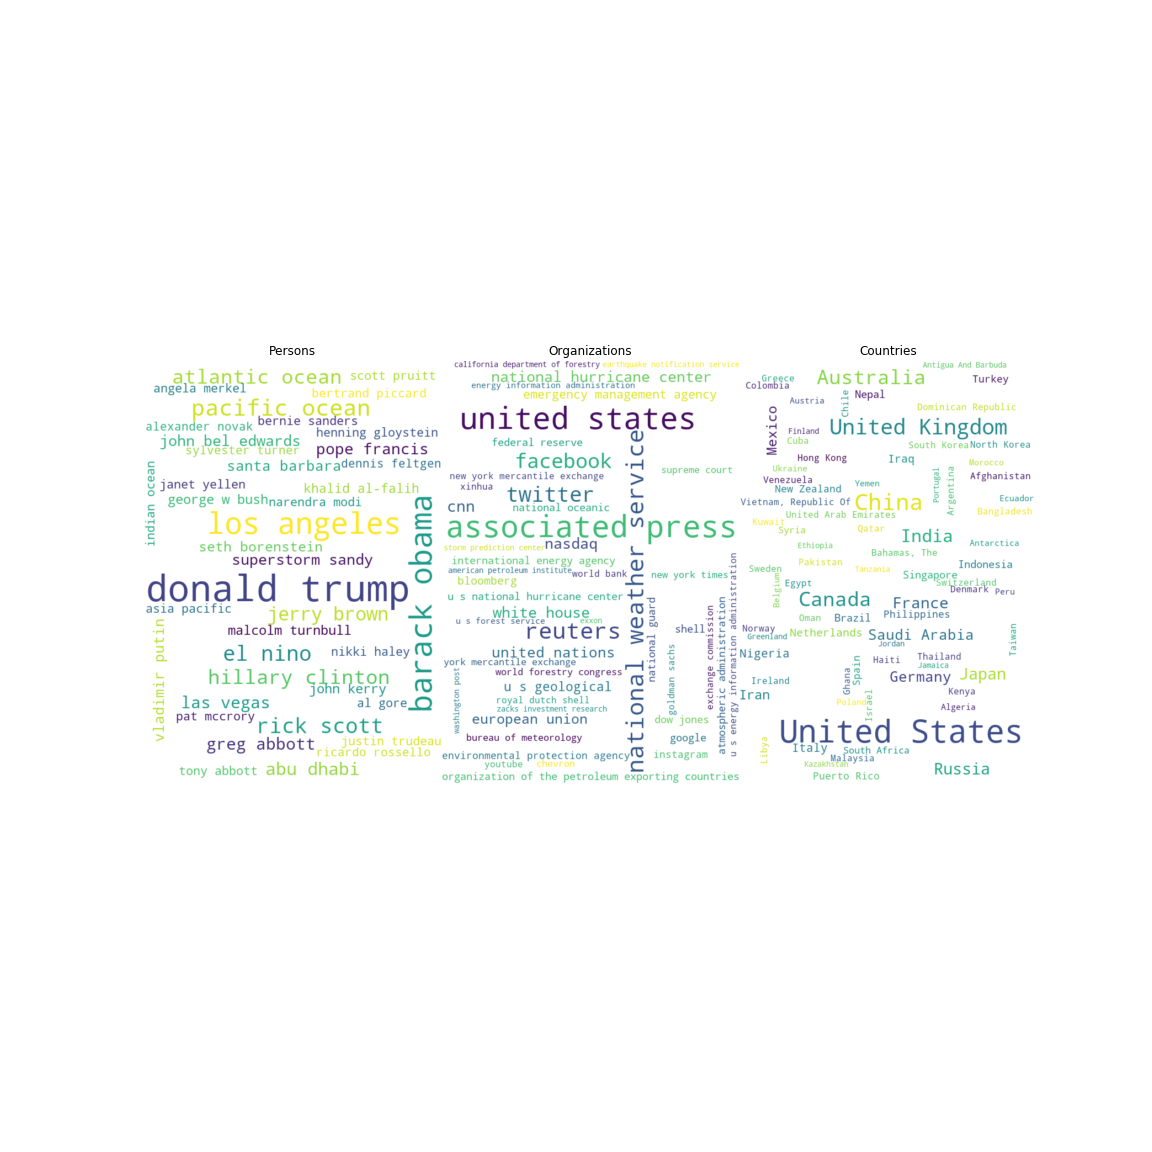 Persons
atlantic ocean
scott pruitt
angela merkel
bertrand piccard
pacific ocean
bernie sanders
alexander novak
henning gloystein
john bel edwards
sylvester turner
pope francis
santa barbara
dennis feltgen
indian ocean
janet yellen
khalid al-falih
george w bush
narendra modi
los angeles
barack obama
seth borenstein
superstorm sandy
donald trump
asia pacific
jerry brown
vladimir putin
malcolm turnbull
el nino
nikki haley
hillary clinton
john kerry
las vegas
al gore
pat mccrory
rick scott
greg abbott
justin trudeau
ricardo rossello
tony abbott
abu dhabi
Organizations
california department of forestry
earthquake notification service
national hurricane center
energy information administration
emergency management agency
united states
national weather service
federal reserve
facebook
supreme court
new york mercantile exchange
xinhua
twitter
cnn
national oceanic
associated press
storm prediction center
nasdaq
international energy agency
american petroleum institute
world bank
new york times
bloomberg
u s energy information administration
u s national hurricane center
white house
national guard
atmospheric administration
exchange commission
u s forest service
exxon
reuters
shell
goldman sachs
united nations
york mercantile exchange
world forestry congress
washington post
u s geological
royal dutch shell
zacks investment research
european union
dow jones
bureau of meteorology
google
environmental protection agency
instagram
youtube
chevron
organization of the petroleum exporting countries
Countries
Antigua And Barbuda
Greece
Australia
Turkey
Colombia
Chile
Nepal
Austria
Mexico
Dominican Republic
United Kingdom
Finland
Cuba
South Korea
North Korea
Hong Kong
Iraq
Morocco
Ukraine
Venezuela
Yemen
Portugal
Argentina
Afghanistan
New Zealand
Vietnam, Republic Of
China
Ecuador
United Arab Emirates
Bangladesh
Kuwait
Syria
Qatar
India
Ethiopia
Bahamas, The
Antarctica
Pakistan
Tanzania
Indonesia
Sweden
Belgium
Egypt
Singapore
Switzerland
Denmark
Peru
Canada
France
Oman
Brazil
Philippines
Norway
Greenland
Netherlands
Saudi Arabia
Jordan
Taiwan
Nigeria
Haiti
Thailand
Jamaica
Spain
Ghana
Ireland
Germany
Japan
Iran
Poland
Israel
Kenya
Algeria
United States
Libya
Italy
South Africa
Malaysia
Kazakhstan
Puerto Rico
Russia